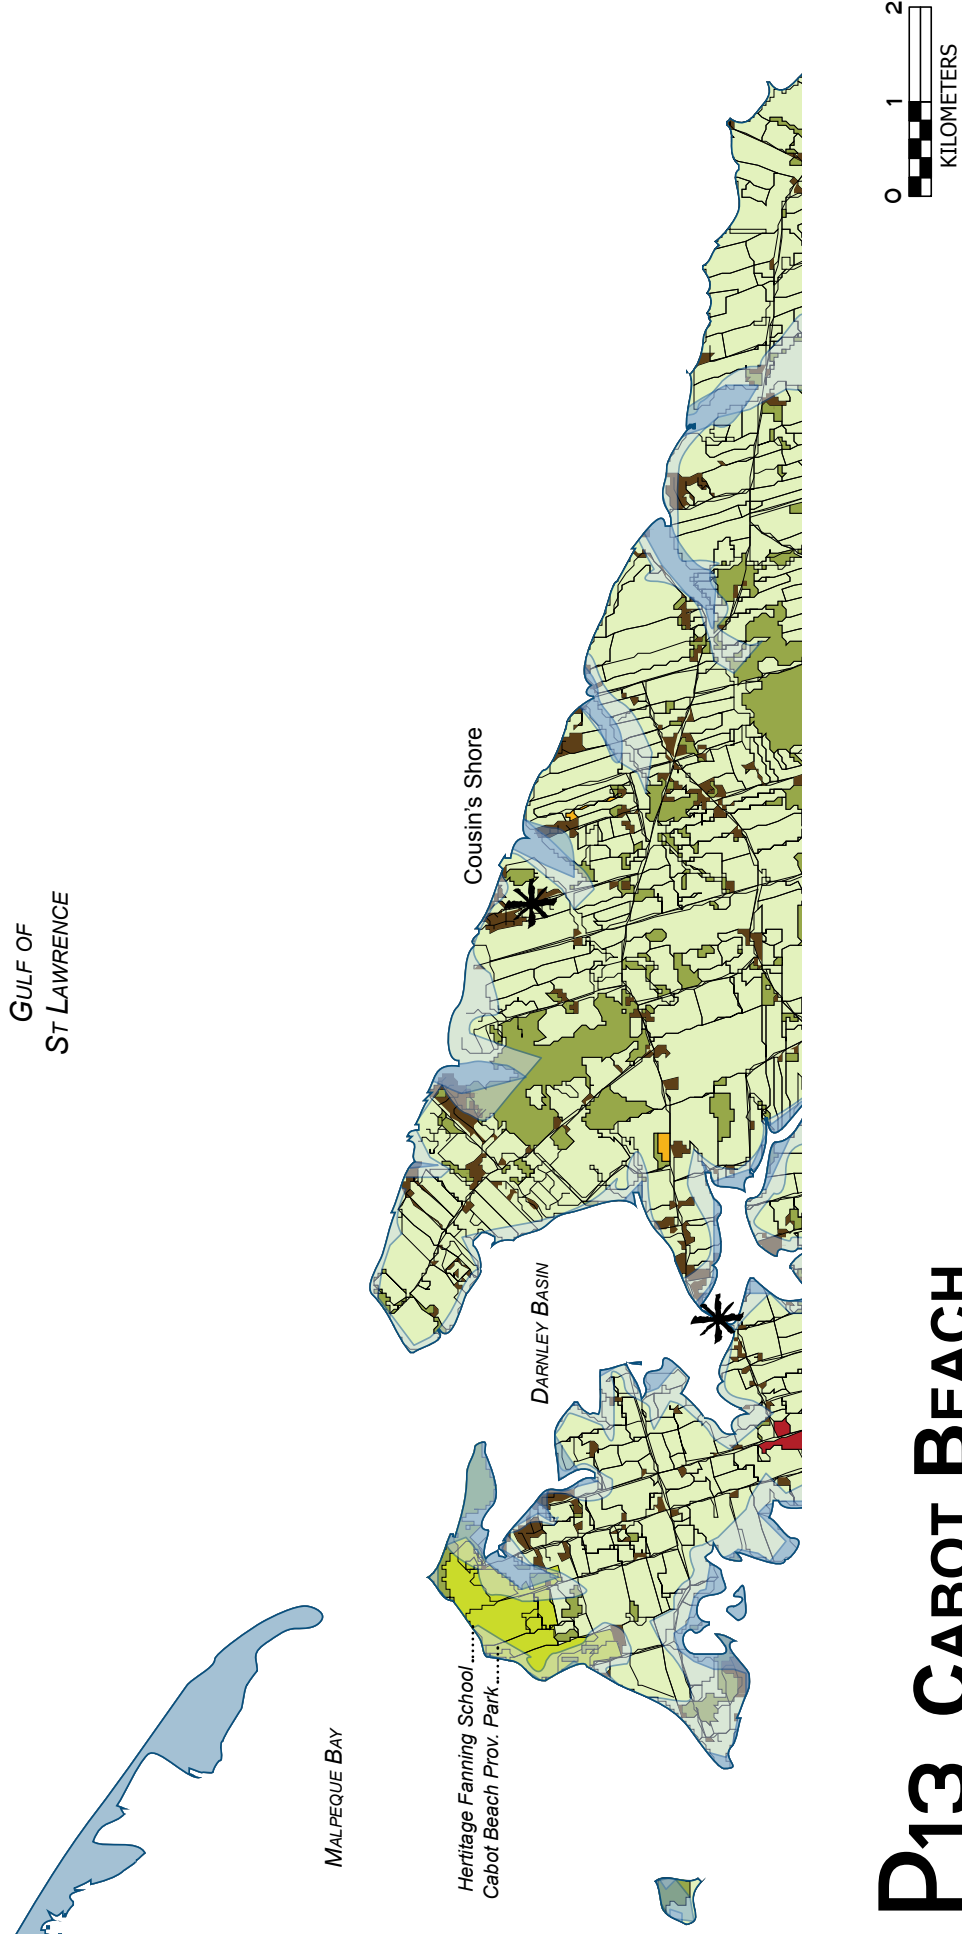 GULF OF
ST LAWRENCE
Cousin's Shore
DARNLEY BASIN
MALPEQUE BAY
Hertitage Fanning School
Cabot Beach Prov. Park
0 1 2
KILOMETERS
P13 CABOT BEACH